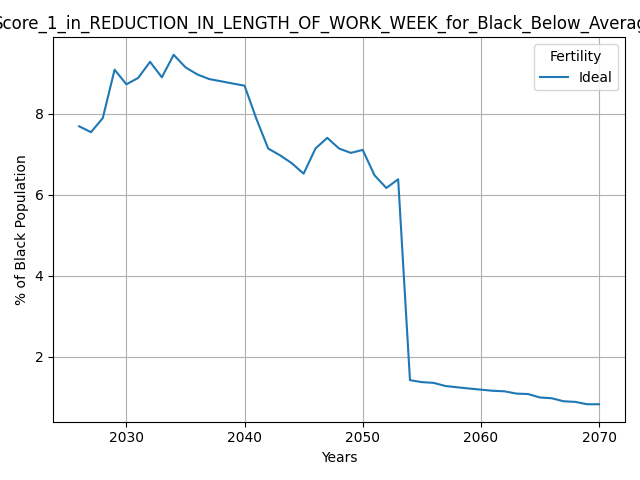 Score_1_in_REDUCTION_IN_LENGTH_OF_WORK_WEEK_for_Black_Below_Averag
Fertility
Ideal
% of Black Population
8
6
4
2
2030 2040 2050 2060 2070
Years